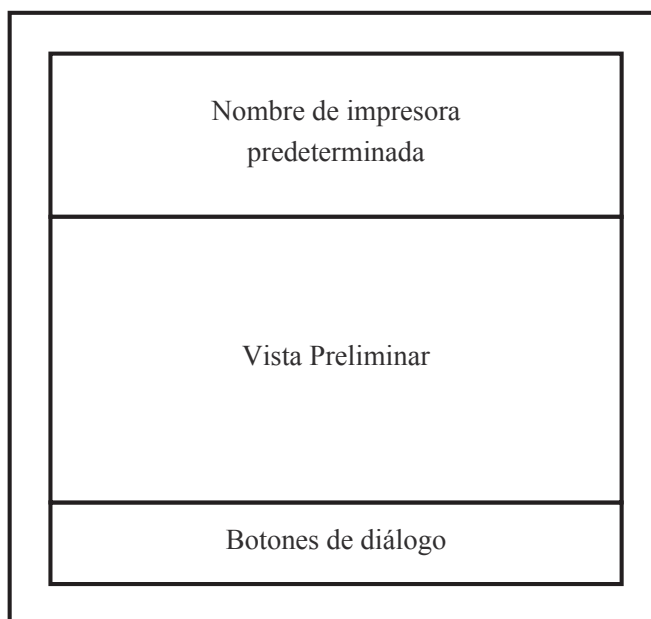 Nombre de impresora
predeterminada
Vista Preliminar
Botones de diálogo